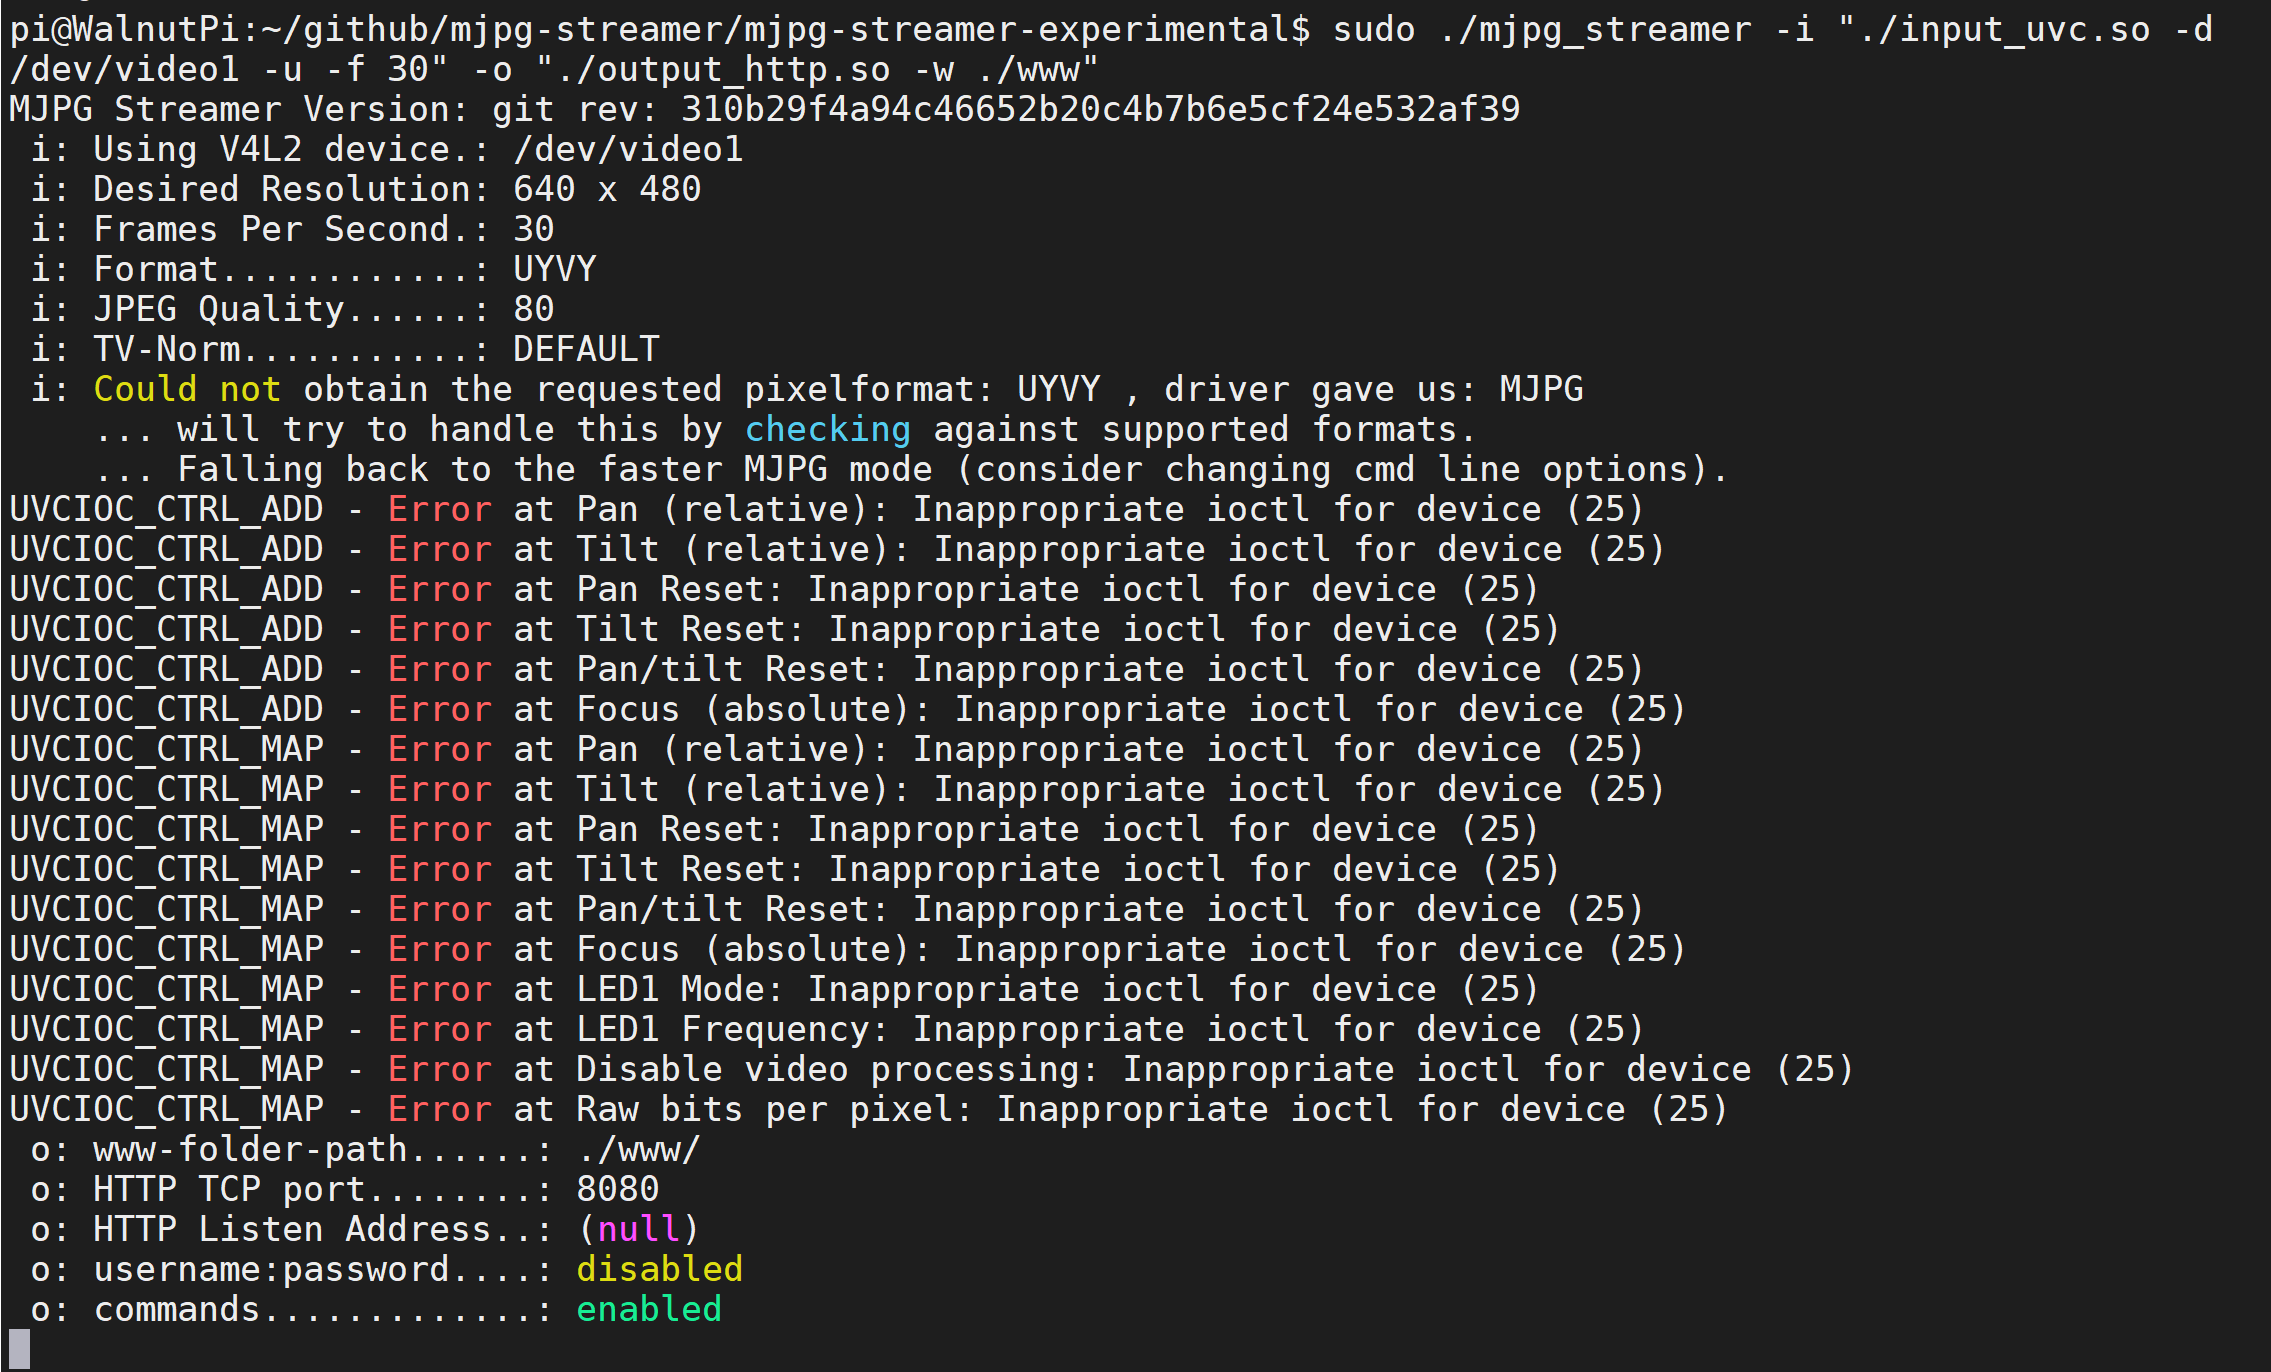 pi@WalnutPi:~/github/mjpg-streamer/mjpg-streamer-experimental$ sudo ./mjpg_streamer -i "./input_uvc.so -d
/dev/video1 -u -f 30" -o "./output_http.so -w ./www"
MJPG Streamer Version: git rev: 310b29f4a94c46652b20c4b7b6e5cf24e532af39
 i: Using V4L2 device.: /dev/video1
 i: Desired Resolution: 640 x 480
 i: Frames Per Second.: 30
 i: Format............: UYVY
 i: JPEG Quality......: 80
 i: TV-Norm...........: DEFAULT
 i: Could not obtain the requested pixelformat: UYVY , driver gave us: MJPG
    ... will try to handle this by checking against supported formats.
    ... Falling back to the faster MJPG mode (consider changing cmd line options).
UVCIOC_CTRL_ADD - Error at Pan (relative): Inappropriate ioctl for device (25)
UVCIOC_CTRL_ADD - Error at Tilt (relative): Inappropriate ioctl for device (25)
UVCIOC_CTRL_ADD - Error at Pan Reset: Inappropriate ioctl for device (25)
UVCIOC_CTRL_ADD - Error at Tilt Reset: Inappropriate ioctl for device (25)
UVCIOC_CTRL_ADD - Error at Pan/tilt Reset: Inappropriate ioctl for device (25)
UVCIOC_CTRL_ADD - Error at Focus (absolute): Inappropriate ioctl for device (25)
UVCIOC_CTRL_MAP - Error at Pan (relative): Inappropriate ioctl for device (25)
UVCIOC_CTRL_MAP - Error at Tilt (relative): Inappropriate ioctl for device (25)
UVCIOC_CTRL_MAP - Error at Pan Reset: Inappropriate ioctl for device (25)
UVCIOC_CTRL_MAP - Error at Tilt Reset: Inappropriate ioctl for device (25)
UVCIOC_CTRL_MAP - Error at Pan/tilt Reset: Inappropriate ioctl for device (25)
UVCIOC_CTRL_MAP - Error at Focus (absolute): Inappropriate ioctl for device (25)
UVCIOC_CTRL_MAP - Error at LED1 Mode: Inappropriate ioctl for device (25)
UVCIOC_CTRL_MAP - Error at LED1 Frequency: Inappropriate ioctl for device (25)
UVCIOC_CTRL_MAP - Error at Disable video processing: Inappropriate ioctl for device (25)
UVCIOC_CTRL_MAP - Error at Raw bits per pixel: Inappropriate ioctl for device (25)
 o: www-folder-path......: ./www/
 o: HTTP TCP port........: 8080
 o: HTTP Listen Address..: (null)
 o: username:password....: disabled
 o: commands.............: enabled